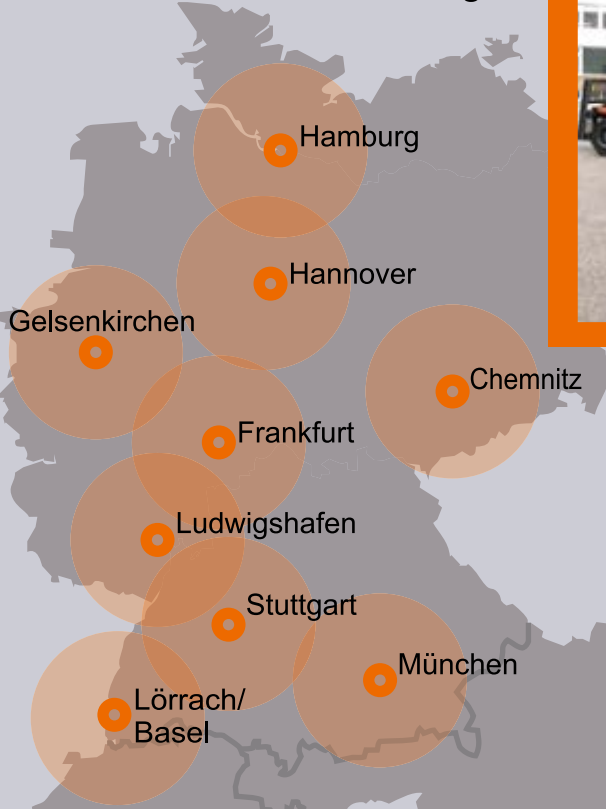 Hamburg
Hannover
Gelsenkirchen
Chemnitz
Frankfurt
Ludwigshafen
Stuttgart
München
Lörrach/
Basel